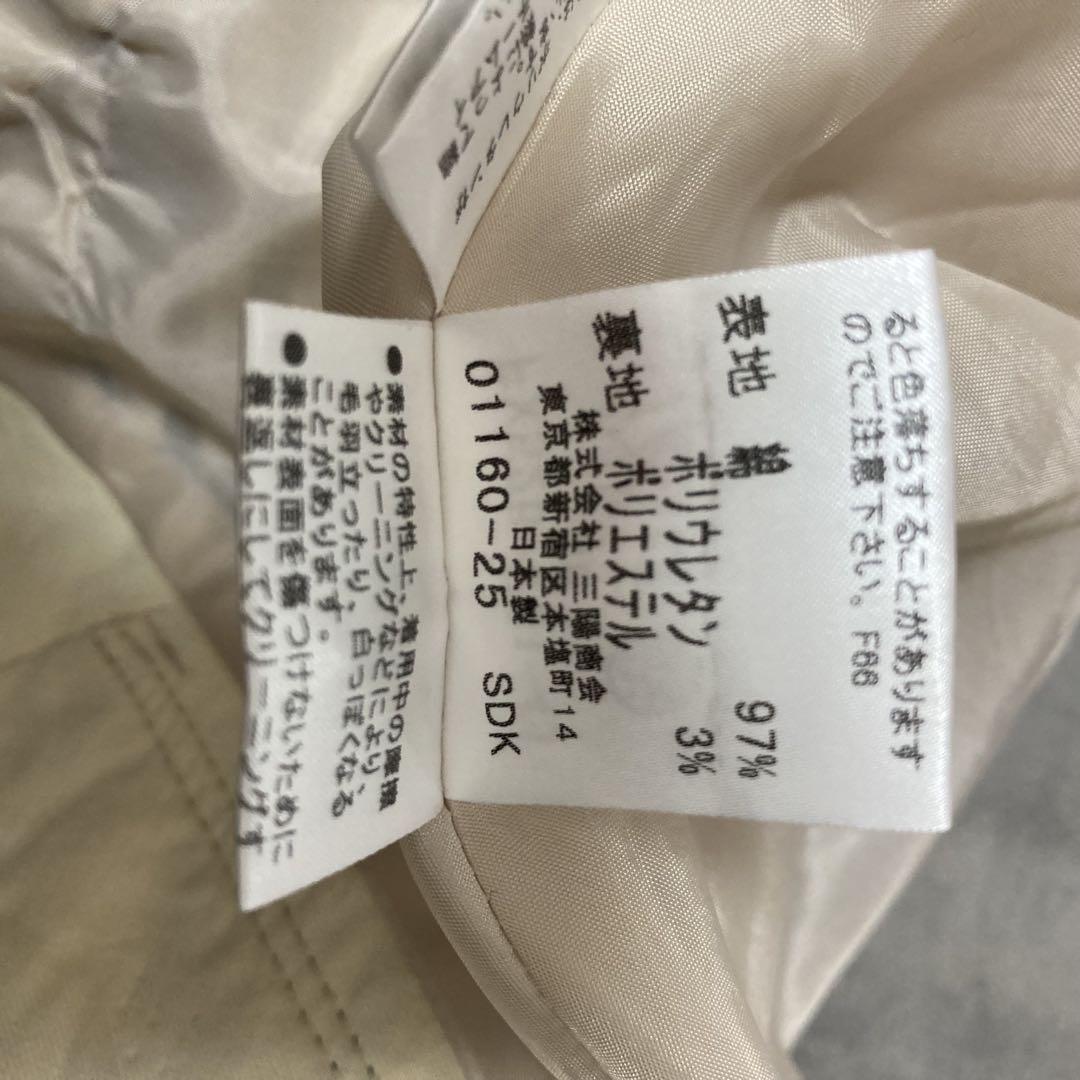 ると色落ちすることがあります
のでご注意下さい。 F66
表地 綿 97%
ポリウレタン 3%
裏地 ポリエステル
株式会社 三陽商会
東京都新宿区本塩町14
日本製
01160-25 SDK
●素材の特性上、着用中の摩擦
やクリーニングなどにより、
毛羽立ったり、白っぽくなる
ことがあります。
●素材表面を傷つけないために
裏返しにしてクリーニングす